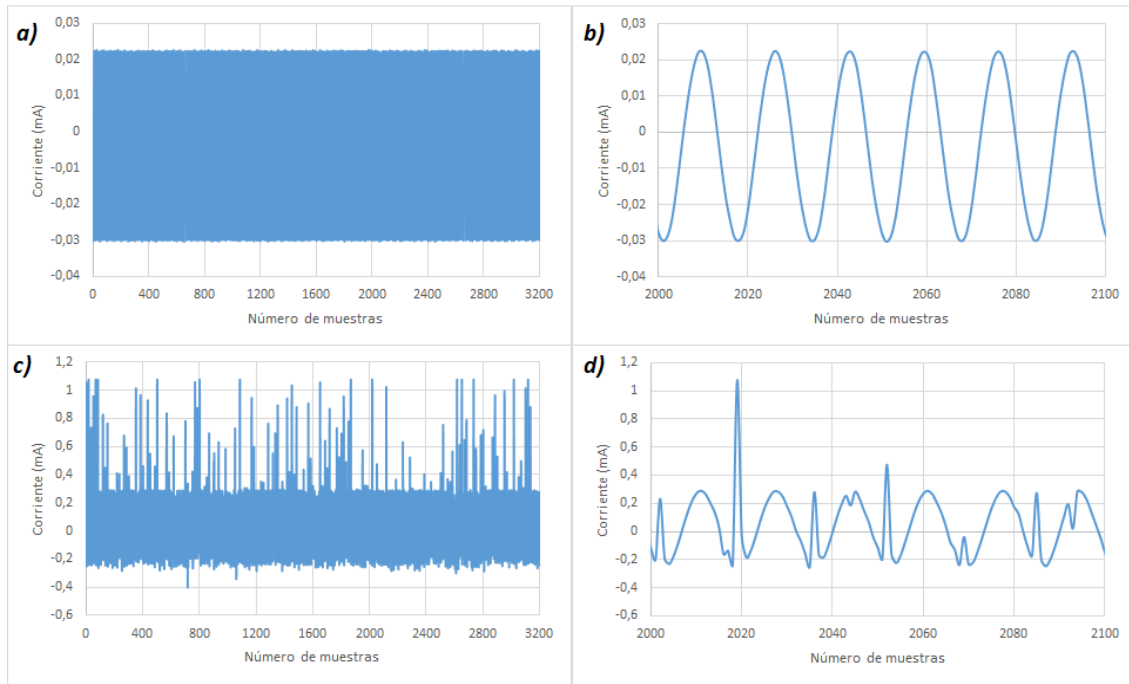 a)
0,03
0,02
0,01
0
-0,01
-0,02
-0,03
-0,04
Corriente (mA)
0 400 800 1200 1600 2000 2400 2800 3200
Número de muestras
b)
0,03
0,02
0,01
0
-0,01
-0,02
-0,03
-0,04
Corriente (mA)
2000 2020 2040 2060 2080 2100
Número de muestras
c)
1,2
1
0,8
0,6
0,4
0,2
0
-0,2
-0,4
-0,6
Corriente (mA)
0 400 800 1200 1600 2000 2400 2800 3200
Número de muestras
d)
1,2
1
0,8
0,6
0,4
0,2
0
-0,2
-0,4
-0,6
Corriente (mA)
2000 2020 2040 2060 2080 2100
Número de muestras